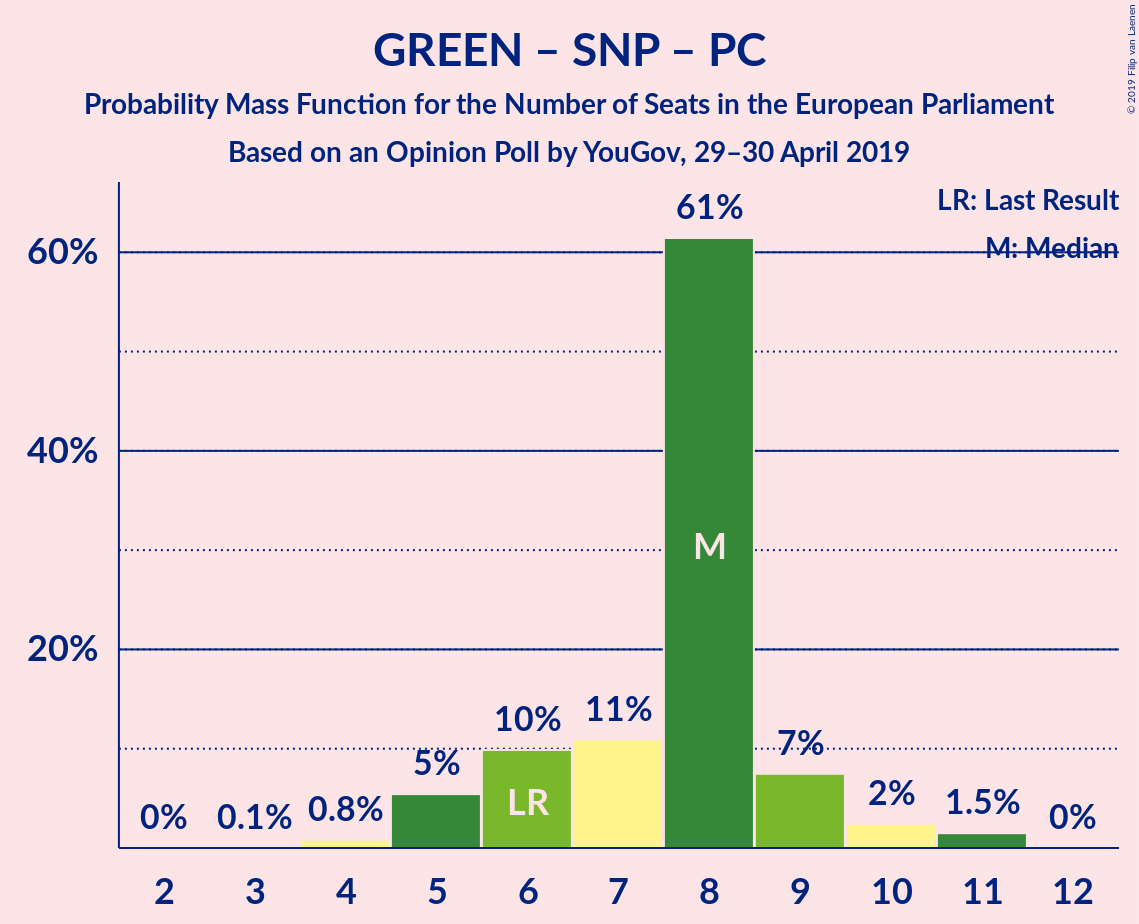 GREEN – SNP – PC
Probability Mass Function for the Number of Seats in the European Parliament
Based on an Opinion Poll by YouGov, 29–30 April 2019
© 2019 Filip van Laenen
LR: Last Result
M: Median
60%
40%
20%
0%
0.1%
0.8%
5%
10%
11%
61%
7%
2%
1.5%
0%
LR
M
2 3 4 5 6 7 8 9 10 11 12